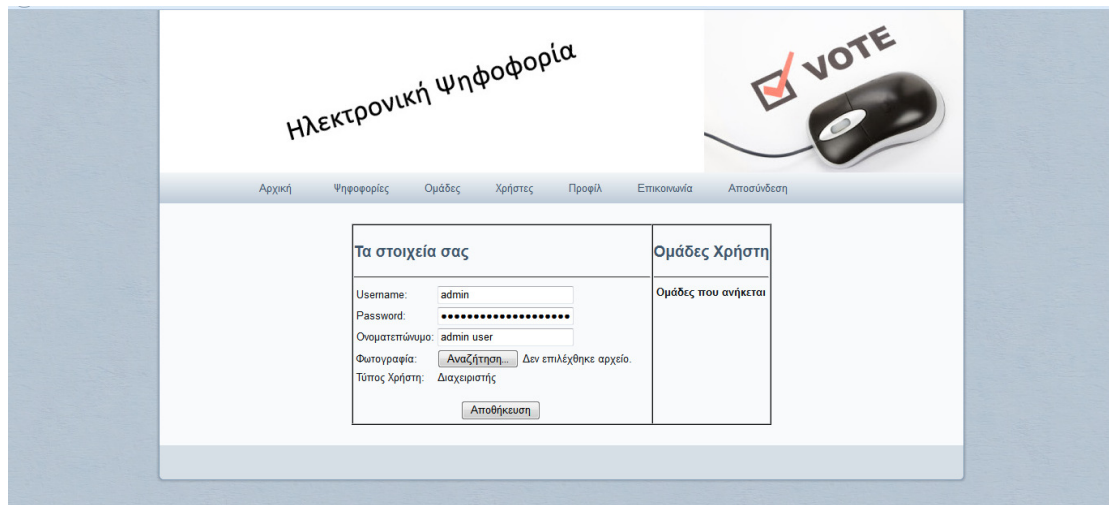 Ηλεκτρονική Ψηφοφορία
VOTE
Αρχική Ψηφοφορίες Ομάδες Χρήστες Προφίλ Επικοινωνία Αποσύνδεση
Τα στοιχεία σας
Ομάδες Χρήστη
Username: admin
Ομάδες που ανήκεται
Password: ●●●●●●●●●●●●●●●●●●●●
Ονοματεπώνυμο: admin user
Φωτογραφία: Αναζήτηση... Δεν επιλέχθηκε αρχείο.
Τύπος Χρήστη: Διαχειριστής
Αποθήκευση